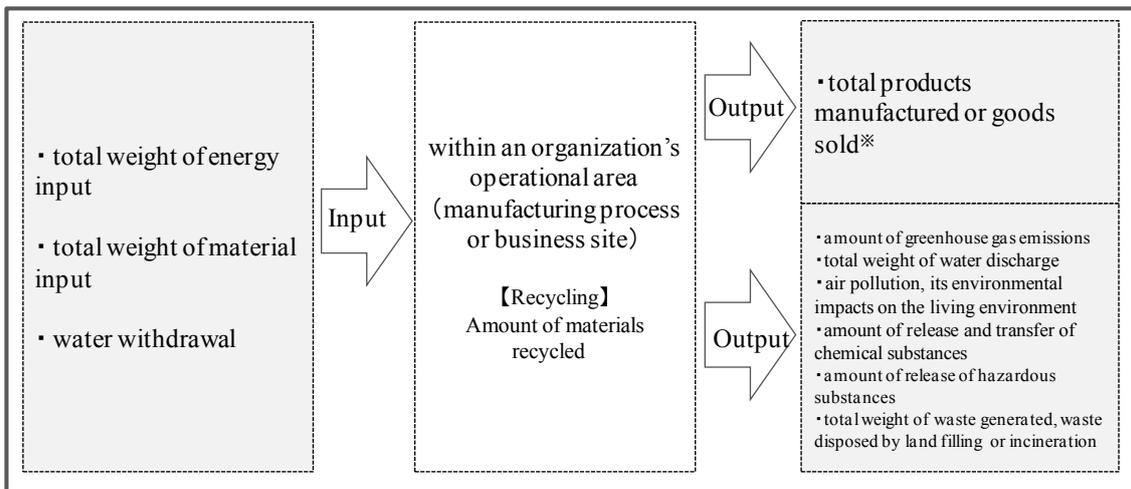 ・total weight of energy
input
・total weight of material
input
・water withdrawal
Input
within an organization's
operational area
（manufacturing process
or business site）
【Recycling】
Amount of materials
recycled
Output
・total products
manufactured or goods
sold※
Output
・amount of greenhouse gas emissions
・total weight of water discharge
・air pollution, its environmental
impacts on the living environment
・amount of release and transfer of
chemical substances
・amount of release of hazardous
substances
・total weight of waste generated, waste
disposed by land filling or incineration